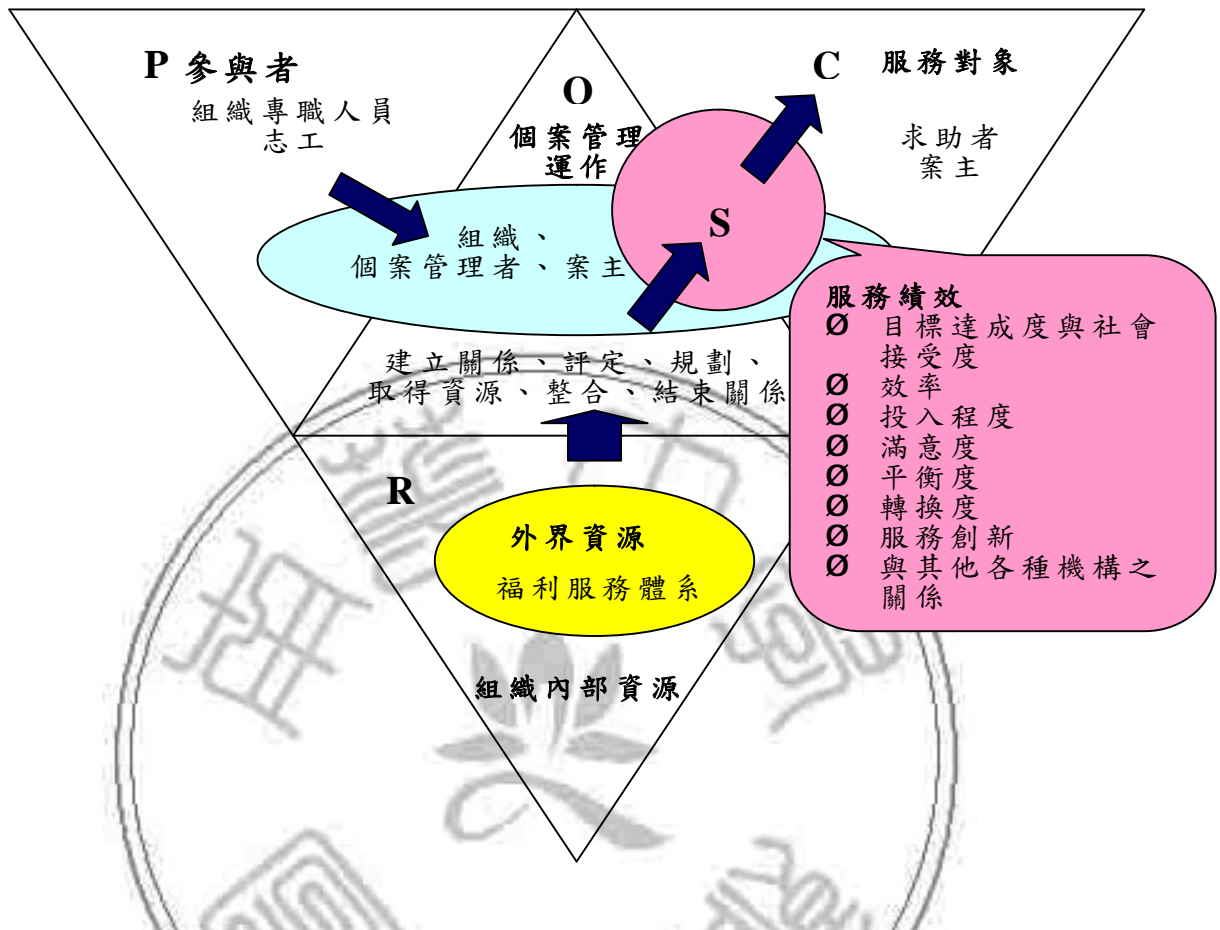 P 參與者
組織專職人員
志工
O
個案管理
運作
C 服務對象
求助者
案主
S
組織、
個案管理者、案主
建立關係、評定、規劃、
取得資源、整合、結束關係
服務績效
Ø 目標達成度與社會
接受度
Ø 效率
Ø 投入程度
Ø 滿意度
Ø 平衡度
Ø 轉換度
Ø 服務創新
Ø 與其他各種機構之
關係
R
外界資源
福利服務體系
組織內部資源